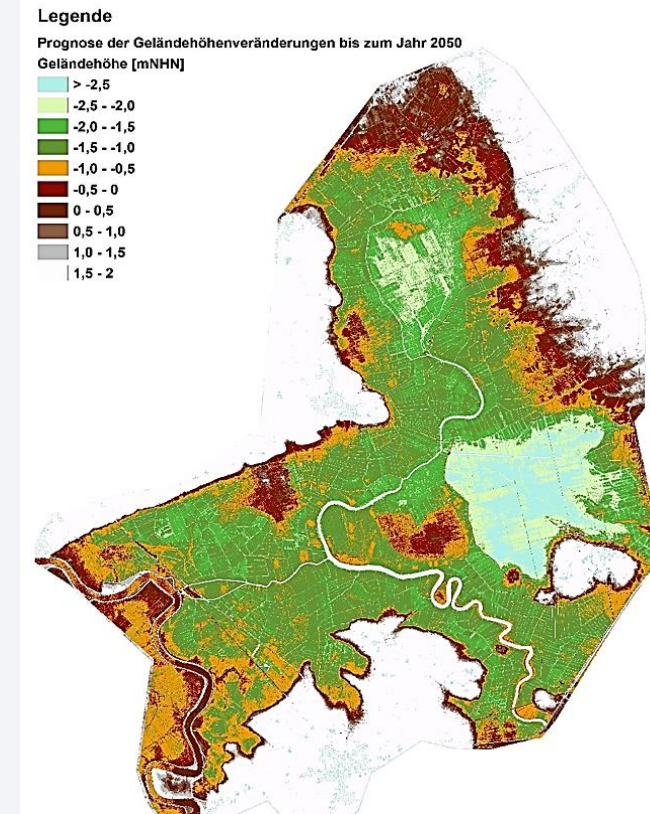 Legende
Prognose der Geländehöhenveränderungen bis zum Jahr 2050
Geländehöhe [mNHN]
> -2,5
-2,5 - -2,0
-2,0 - -1,5
-1,5 - -1,0
-1,0 - -0,5
-0,5 - 0
0 - 0,5
0,5 - 1,0
1,0 - 1,5
1,5 - 2